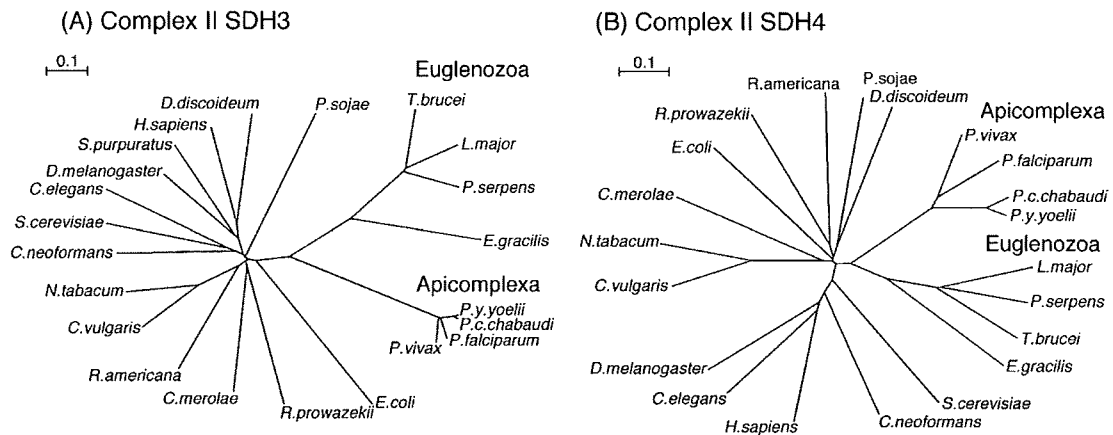 (A) Complex II SDH3
0.1
Euglenozoa
D.discoideum
P.sojae
T.brucei
H.sapiens
S.purpuratus
L.major
D.melanogaster
C.elegans
P.serpens
S.cerevisiae
E.gracilis
C.neoformans
Apicomplexa
N.tabacum
P.y.yoelii
P.c.chabaudi
C.vulgaris
P.falciparum
P.vivax
R.americana
C.merolae
R.prowazekii
E.coli
(B) Complex II SDH4
0.1
R.americana
P.sojae
D.discoideum
R.prowazekii
Apicomplexa
P.vivax
E.coli
P.falciparum
C.merolae
P.c.chabaudi
P.y.yoelii
N.tabacum
Euglenozoa
L.major
C.vulgaris
P.serpens
T.brucei
D.melanogaster
E.gracilis
C.elegans
S.cerevisiae
H.sapiens
C.neoformans